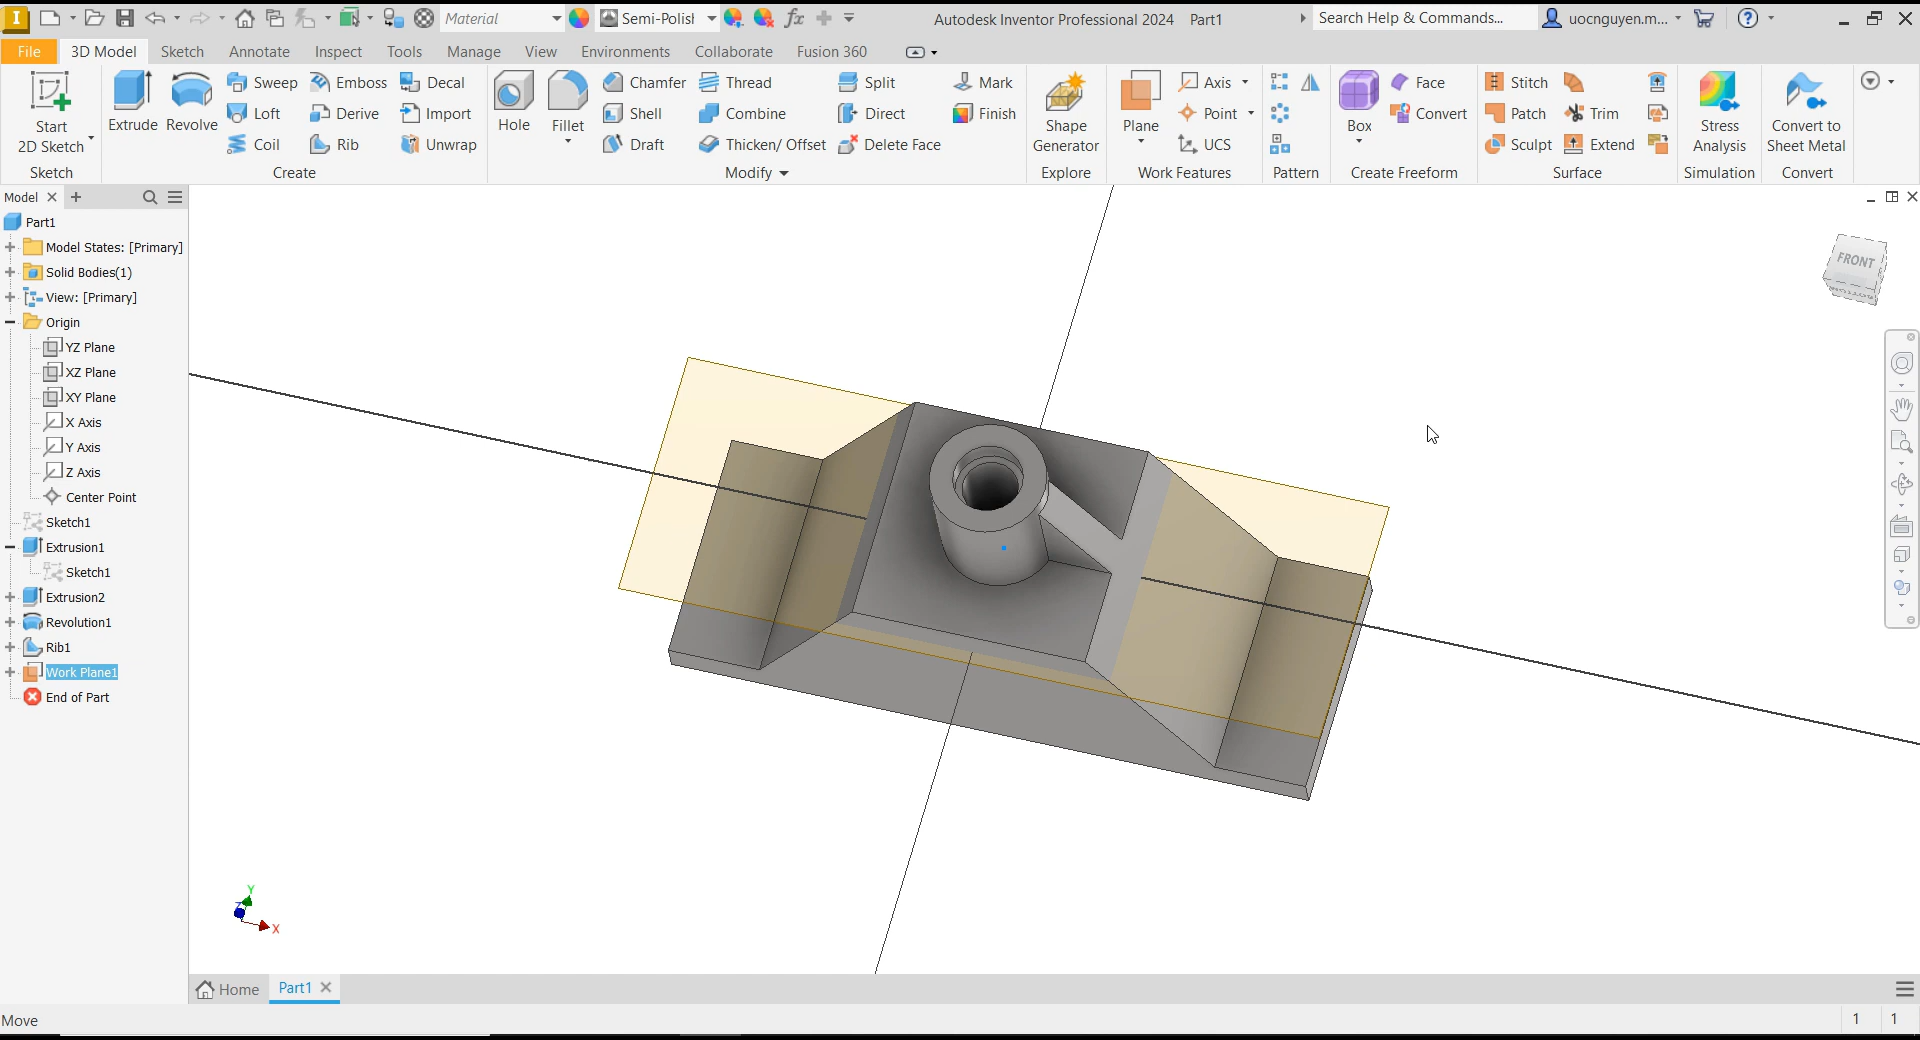 Material
Semi-Polish
Autodesk Inventor Professional 2024 Part1
Search Help & Commands...
uocnguyen.m...
File 3D Model Sketch Annotate Inspect Tools Manage View Environments Collaborate Fusion 360
Start
2D Sketch
Extrude
Revolve
Sweep
Loft
Coil
Emboss
Derive
Rib
Decal
Import
Unwrap
Hole
Fillet
Chamfer
Shell
Draft
Thread
Combine
Thicken/ Offset
Split
Direct
Delete Face
Mark
Finish
Shape
Generator
Plane
Axis
Point
UCS
Box
Face
Convert
Stitch
Patch
Sculpt
Trim
Extend
Stress
Analysis
Convert to
Sheet Metal
Sketch Create Modify Explore Work Features Pattern Create Freeform Surface Simulation Convert
Model
Part1
Model States: [Primary]
Solid Bodies(1)
View: [Primary]
Origin
YZ Plane
XZ Plane
XY Plane
X Axis
Y Axis
Z Axis
Center Point
Sketch1
Extrusion1
Sketch1
Extrusion2
Revolution1
Rib1
Work Plane1
End of Part
FRONT
Y
Z
X
Home
Part1
Move
1 1